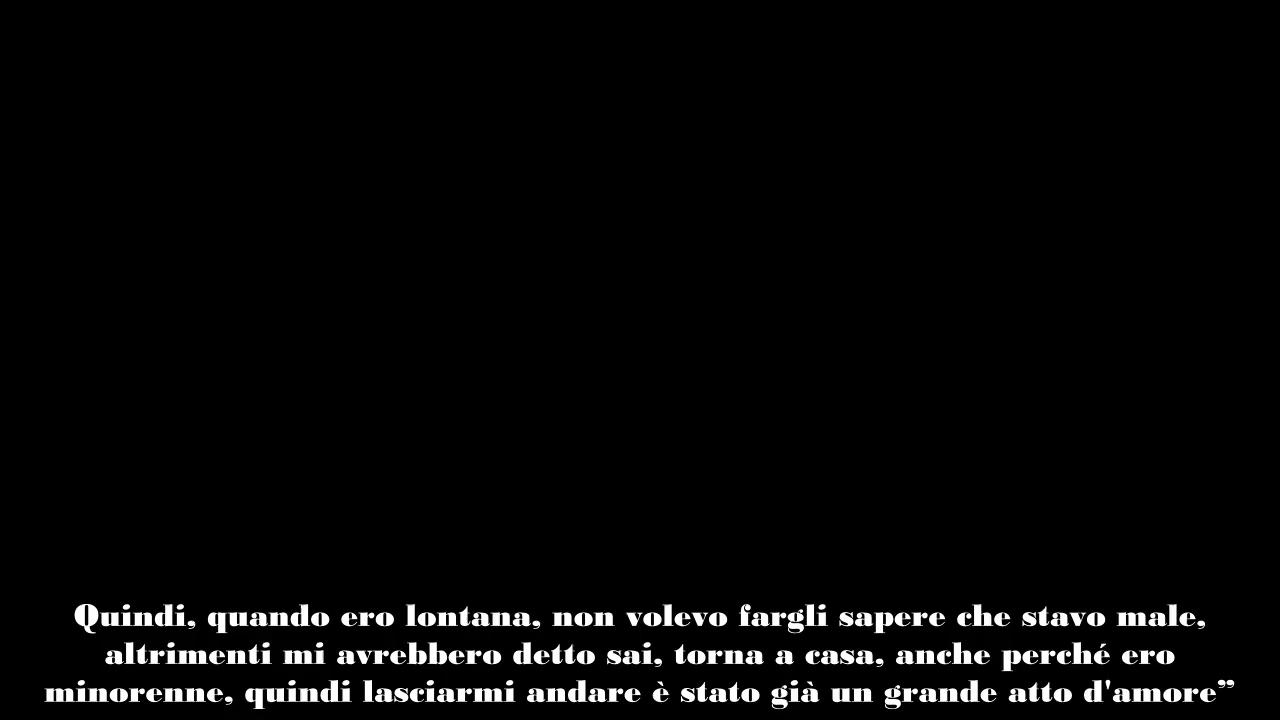 Quindi, quando ero lontana, non volevo fargli sapere che stavo male,
altrimenti mi avrebbero detto sai, torna a casa, anche perché ero
minorenne, quindi lasciarmi andare è stato già un grande atto d'amore”